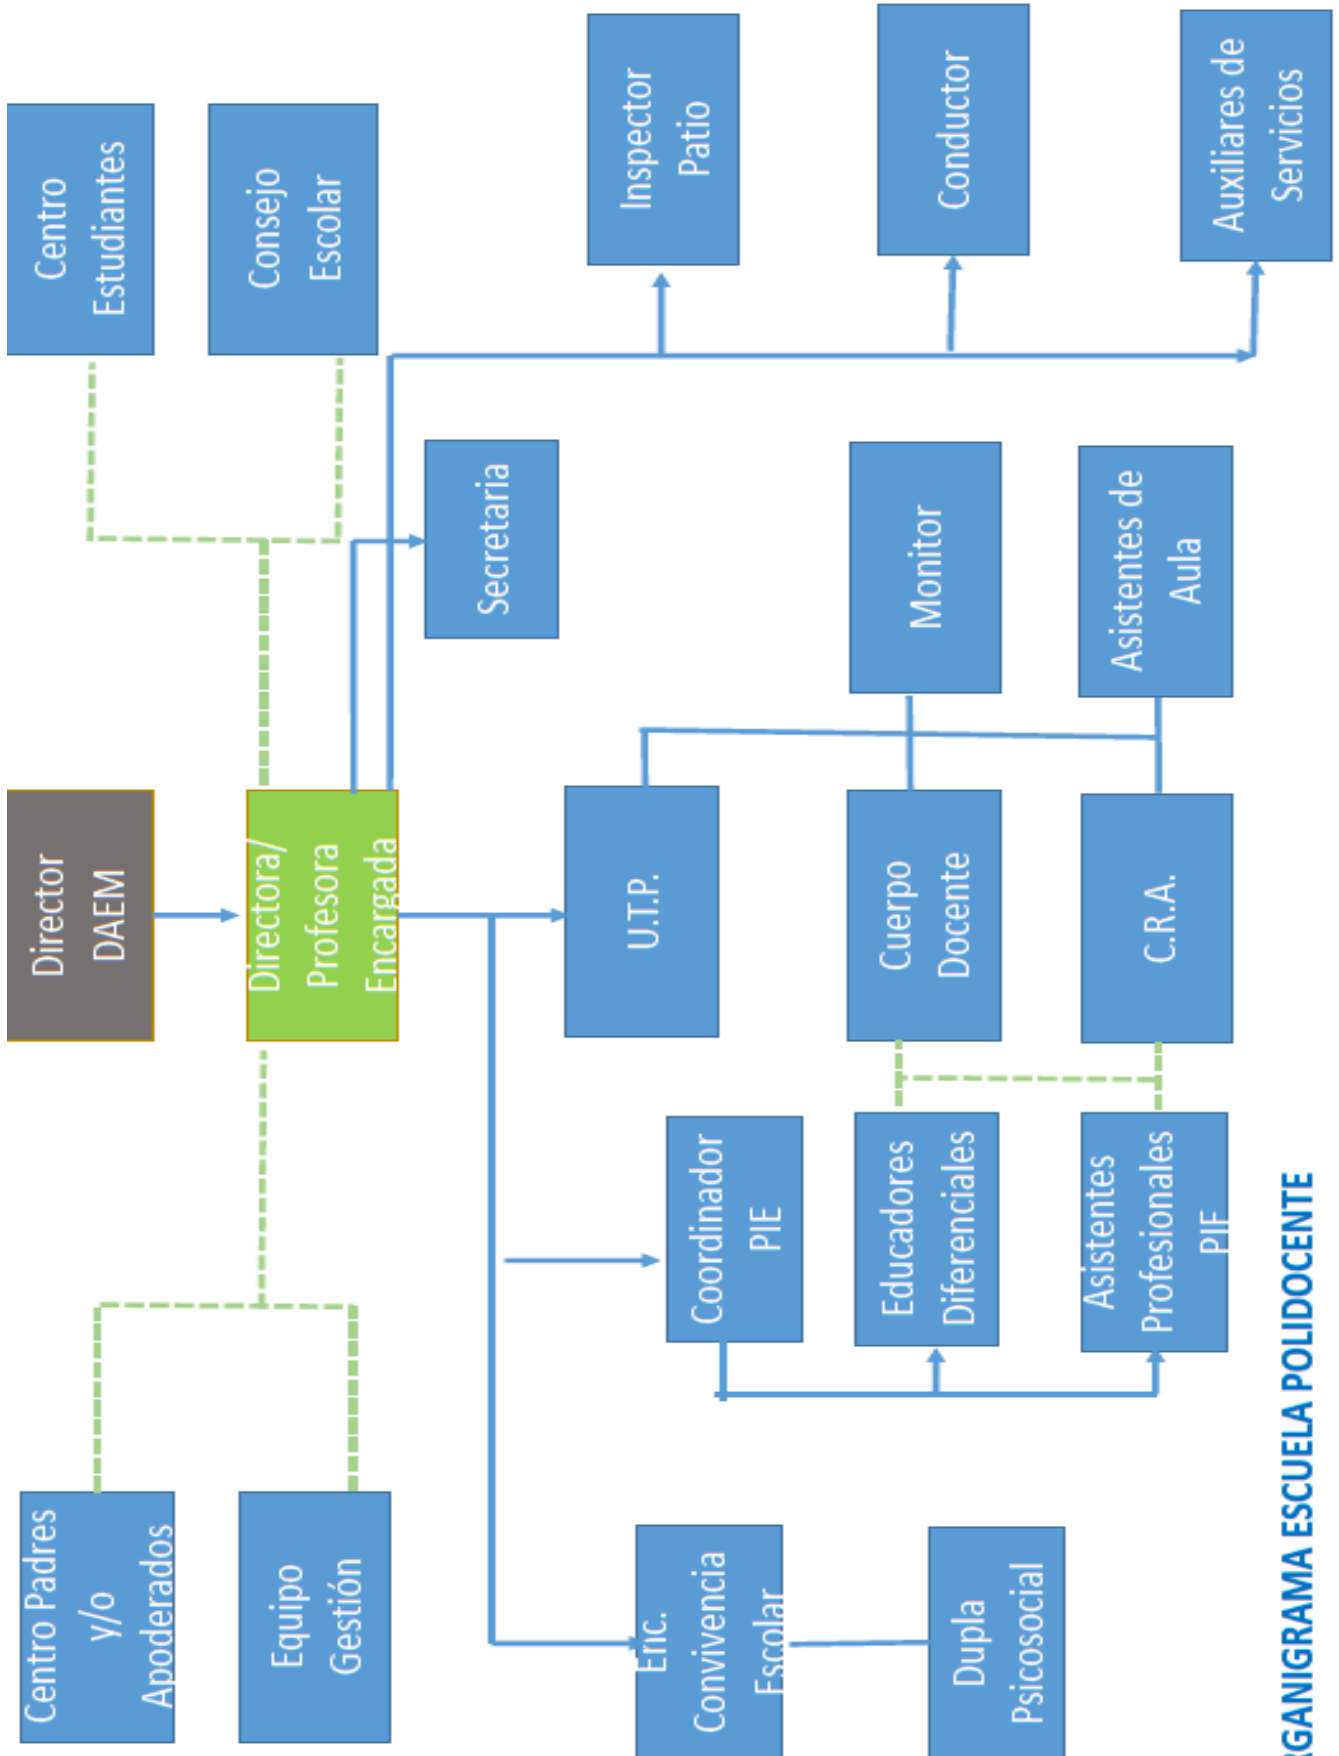 Centro Padres
y/o
Apoderados
Director
DAEM
Centro
Estudiantes
Equipo
Gestión
Directora/
Profesora
Encargada
Consejo
Escolar
Secretaria
Enc.
Convivencia
Escolar
Coordinador
PIE
U.T.P.
Inspector
Patio
Dupla
Psicosocial
Educadores
Diferenciales
Cuerpo
Docente
Monitor
Conductor
Asistentes
Profesionales
PIE
C.R.A.
Asistentes de
Aula
Auxiliares de
Servicios
RGANIGRAMA ESCUELA POLIDOCENTE